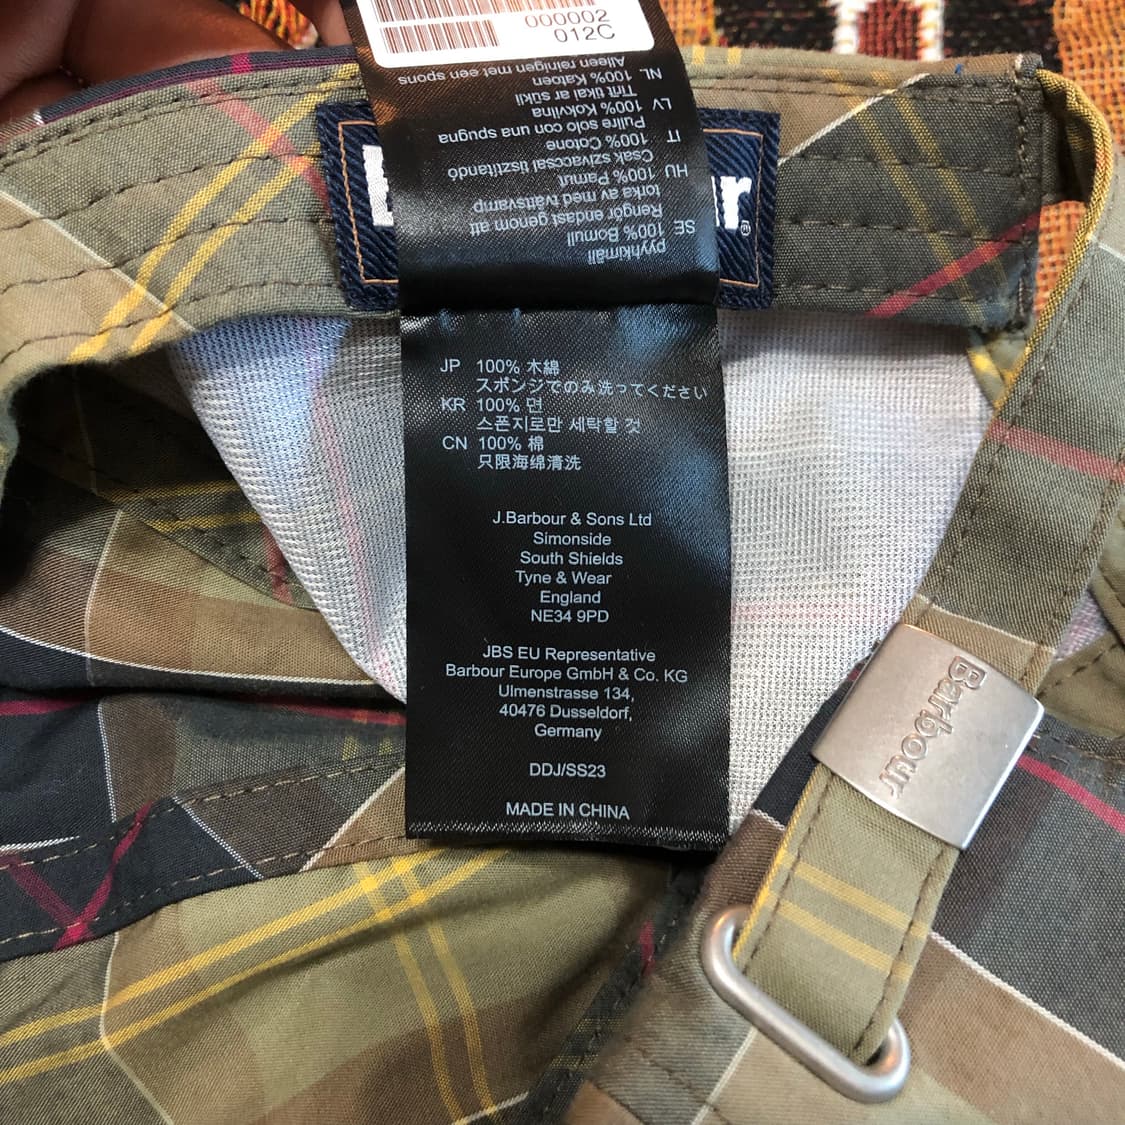 000002
012C
Alleen reinigen met een spons
NL 100% Katoen
Tīrīt tikai ar sūkli
LV 100% Kokvilna
Pulire solo con una spugna
IT 100% Cotone
Csak szivaccsal tisztítandó
HU 100% Pamut
torka av med tvättsvamp
Rengör endast genom att
SE 100% Bomull
pyyhkimäll
r®
JP 100% 木綿
スポンジでのみ洗ってください
KR 100% 면
스폰지로만 세탁할 것
CN 100% 棉
只限海绵清洗
J.Barbour & Sons Ltd
Simonside
South Shields
Tyne & Wear
England
NE34 9PD
JBS EU Representative
Barbour Europe GmbH & Co. KG
Ulmenstrasse 134,
40476 Dusseldorf,
Germany
DDJ/SS23
MADE IN CHINA
Barbour